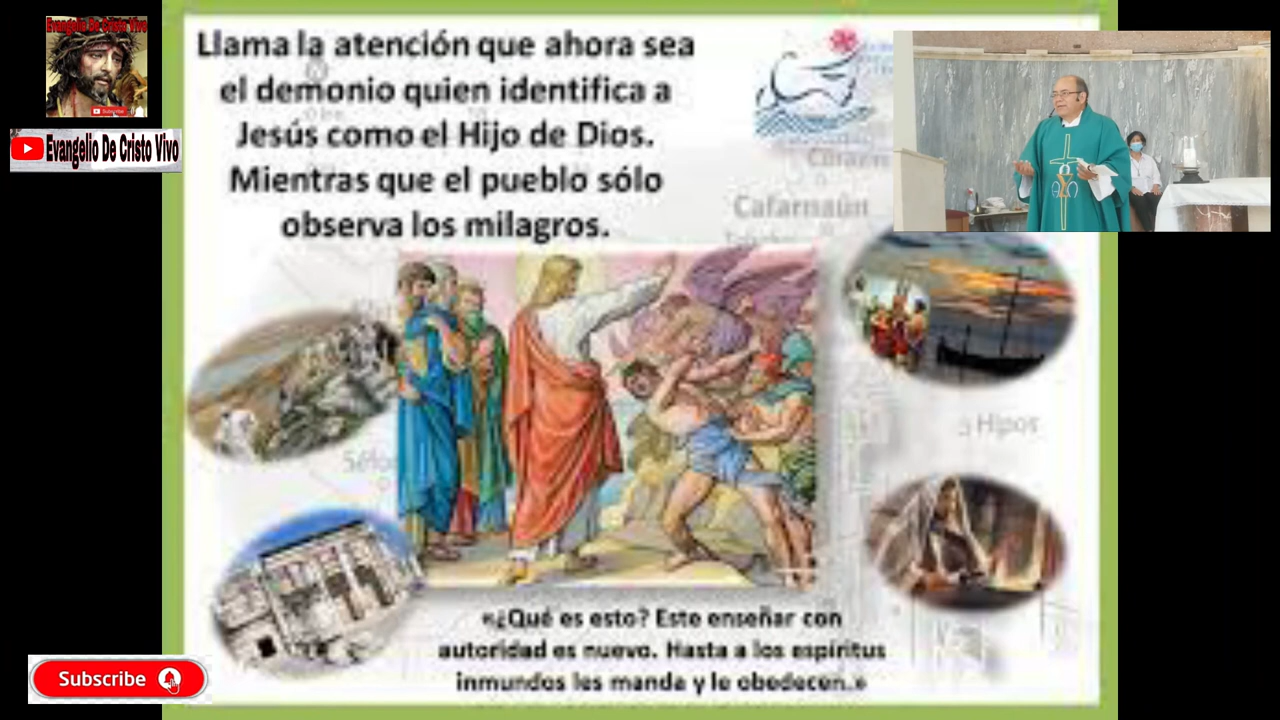 Evangelio De Cristo Vivo
Evangelio De Cristo Vivo
Llama la atención que ahora sea
el demonio quien identifica a
Jesús como el Hijo de Dios.
Mientras que el pueblo sólo
observa los milagros.
Cafarnaún
Hipos
«¿Qué es esto? Este enseñar con
autoridad es nuevo. Hasta a los espíritus
inmundos les manda y le obedecen.»
Subscribe